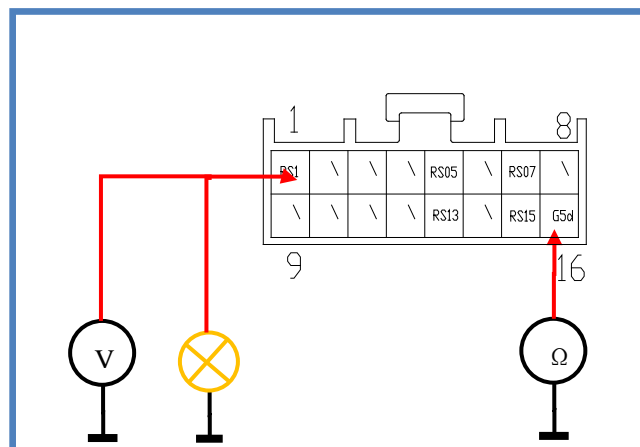 1 8
RS1 \ \ \ RS05 \ RS07 \
\ \ \ \ RS13 \ RS15 G5d
9 16
V Ω